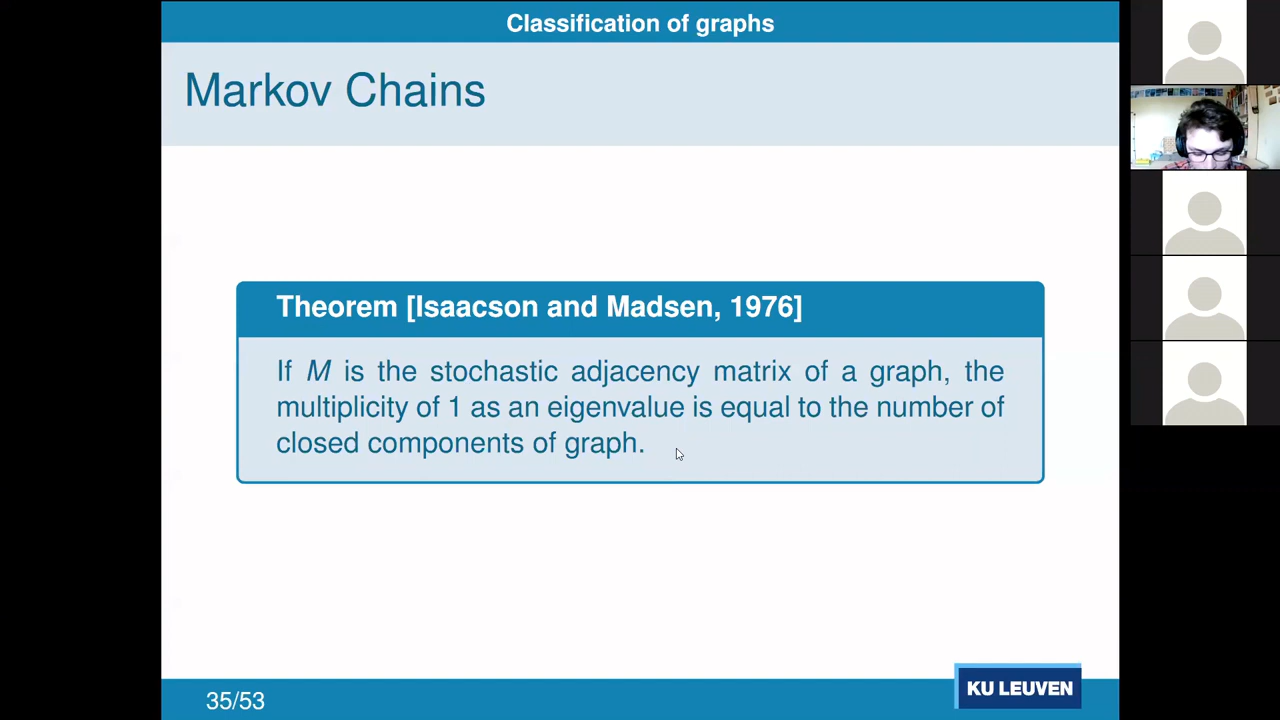 Classification of graphs
Markov Chains
Theorem [Isaacson and Madsen, 1976]
If M is the stochastic adjacency matrix of a graph, the
multiplicity of 1 as an eigenvalue is equal to the number of
closed components of graph.
35/53
KU LEUVEN